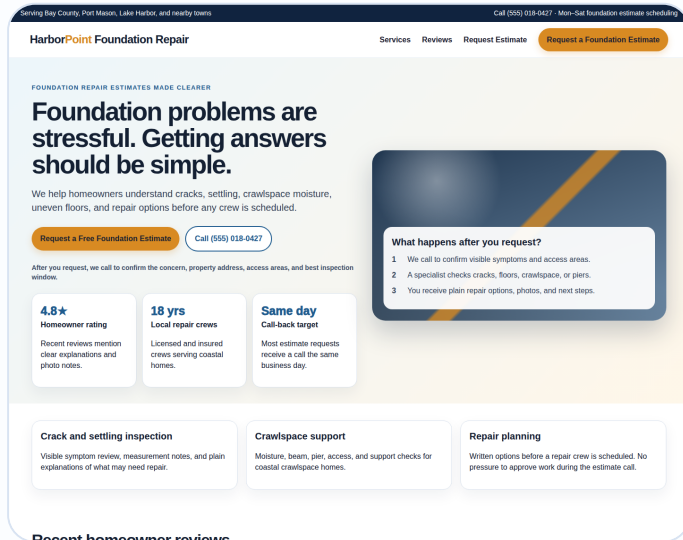 Serving Bay County, Port Mason, Lake Harbor, and nearby towns
Call (555) 018-0427 · Mon–Sat foundation estimate scheduling
HarborPoint Foundation Repair
Services
Reviews
Request Estimate
Request a Foundation Estimate
FOUNDATION REPAIR ESTIMATES MADE CLEARER
Foundation problems are
stressful. Getting answers
should be simple.
We help homeowners understand cracks, settling, crawlspace moisture,
uneven floors, and repair options before any crew is scheduled.
Request a Free Foundation Estimate
Call (555) 018-0427
After you request, we call to confirm the concern, property address, access areas, and best inspection
window.
4.8★
Homeowner rating
Recent reviews mention
clear explanations and
photo notes.
18 yrs
Local repair crews
Licensed and insured
crews serving coastal
homes.
Same day
Call-back target
Most estimate requests
receive a call the same
business day.
What happens after you request?
1 We call to confirm visible symptoms and access areas.
2 A specialist checks cracks, floors, crawlspace, or piers.
3 You receive plain repair options, photos, and next steps.
Crack and settling inspection
Visible symptom review, measurement notes, and plain
explanations of what may need repair.
Crawlspace support
Moisture, beam, pier, access, and support checks for
coastal crawlspace homes.
Repair planning
Written options before a repair crew is scheduled. No
pressure to approve work during the estimate call.
Recent homeowner reviews